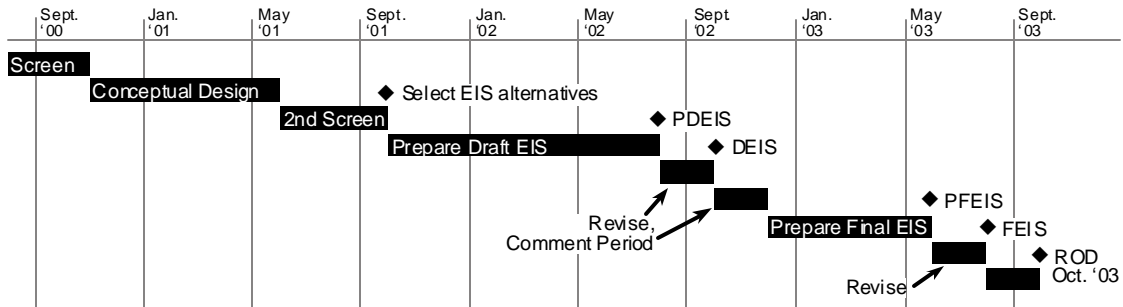 Sept. Jan. May Sept. Jan. May Sept. Jan. May Sept.
‘00 ‘01 ‘01 ‘01 ‘02 ‘02 ‘02 ‘03 ‘03 ‘03
Screen
Conceptual Design
Select EIS alternatives
2nd Screen
PDEIS
Prepare Draft EIS
DEIS
PFEIS
Revise,
Comment Period
Prepare Final EIS
FEIS
ROD
Oct. ‘03
Revise